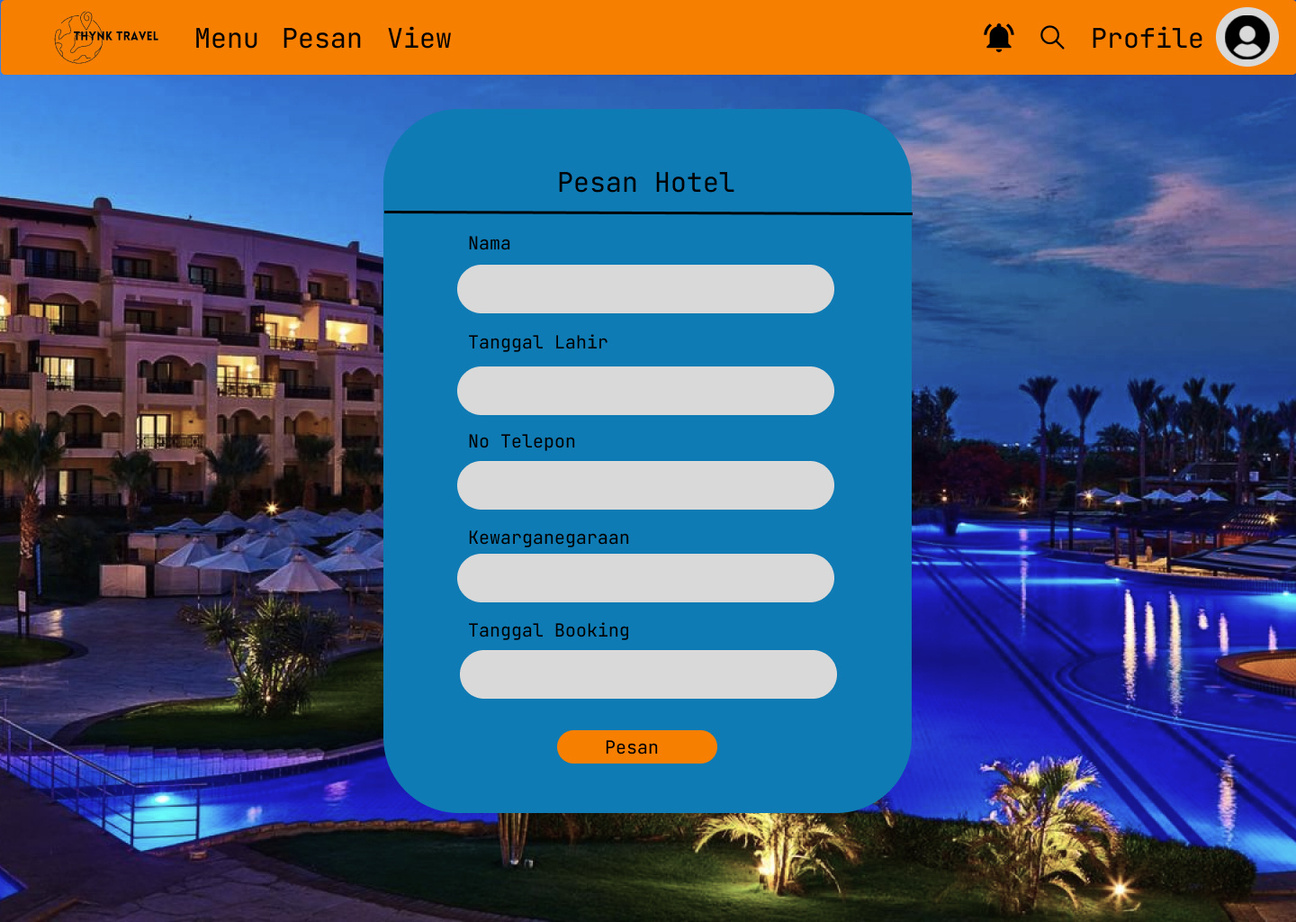 THYNK TRAVEL
Menu Pesan View
Profile
Pesan Hotel
Nama
Tanggal Lahir
No Telepon
Kewarganegaraan
Tanggal Booking
Pesan